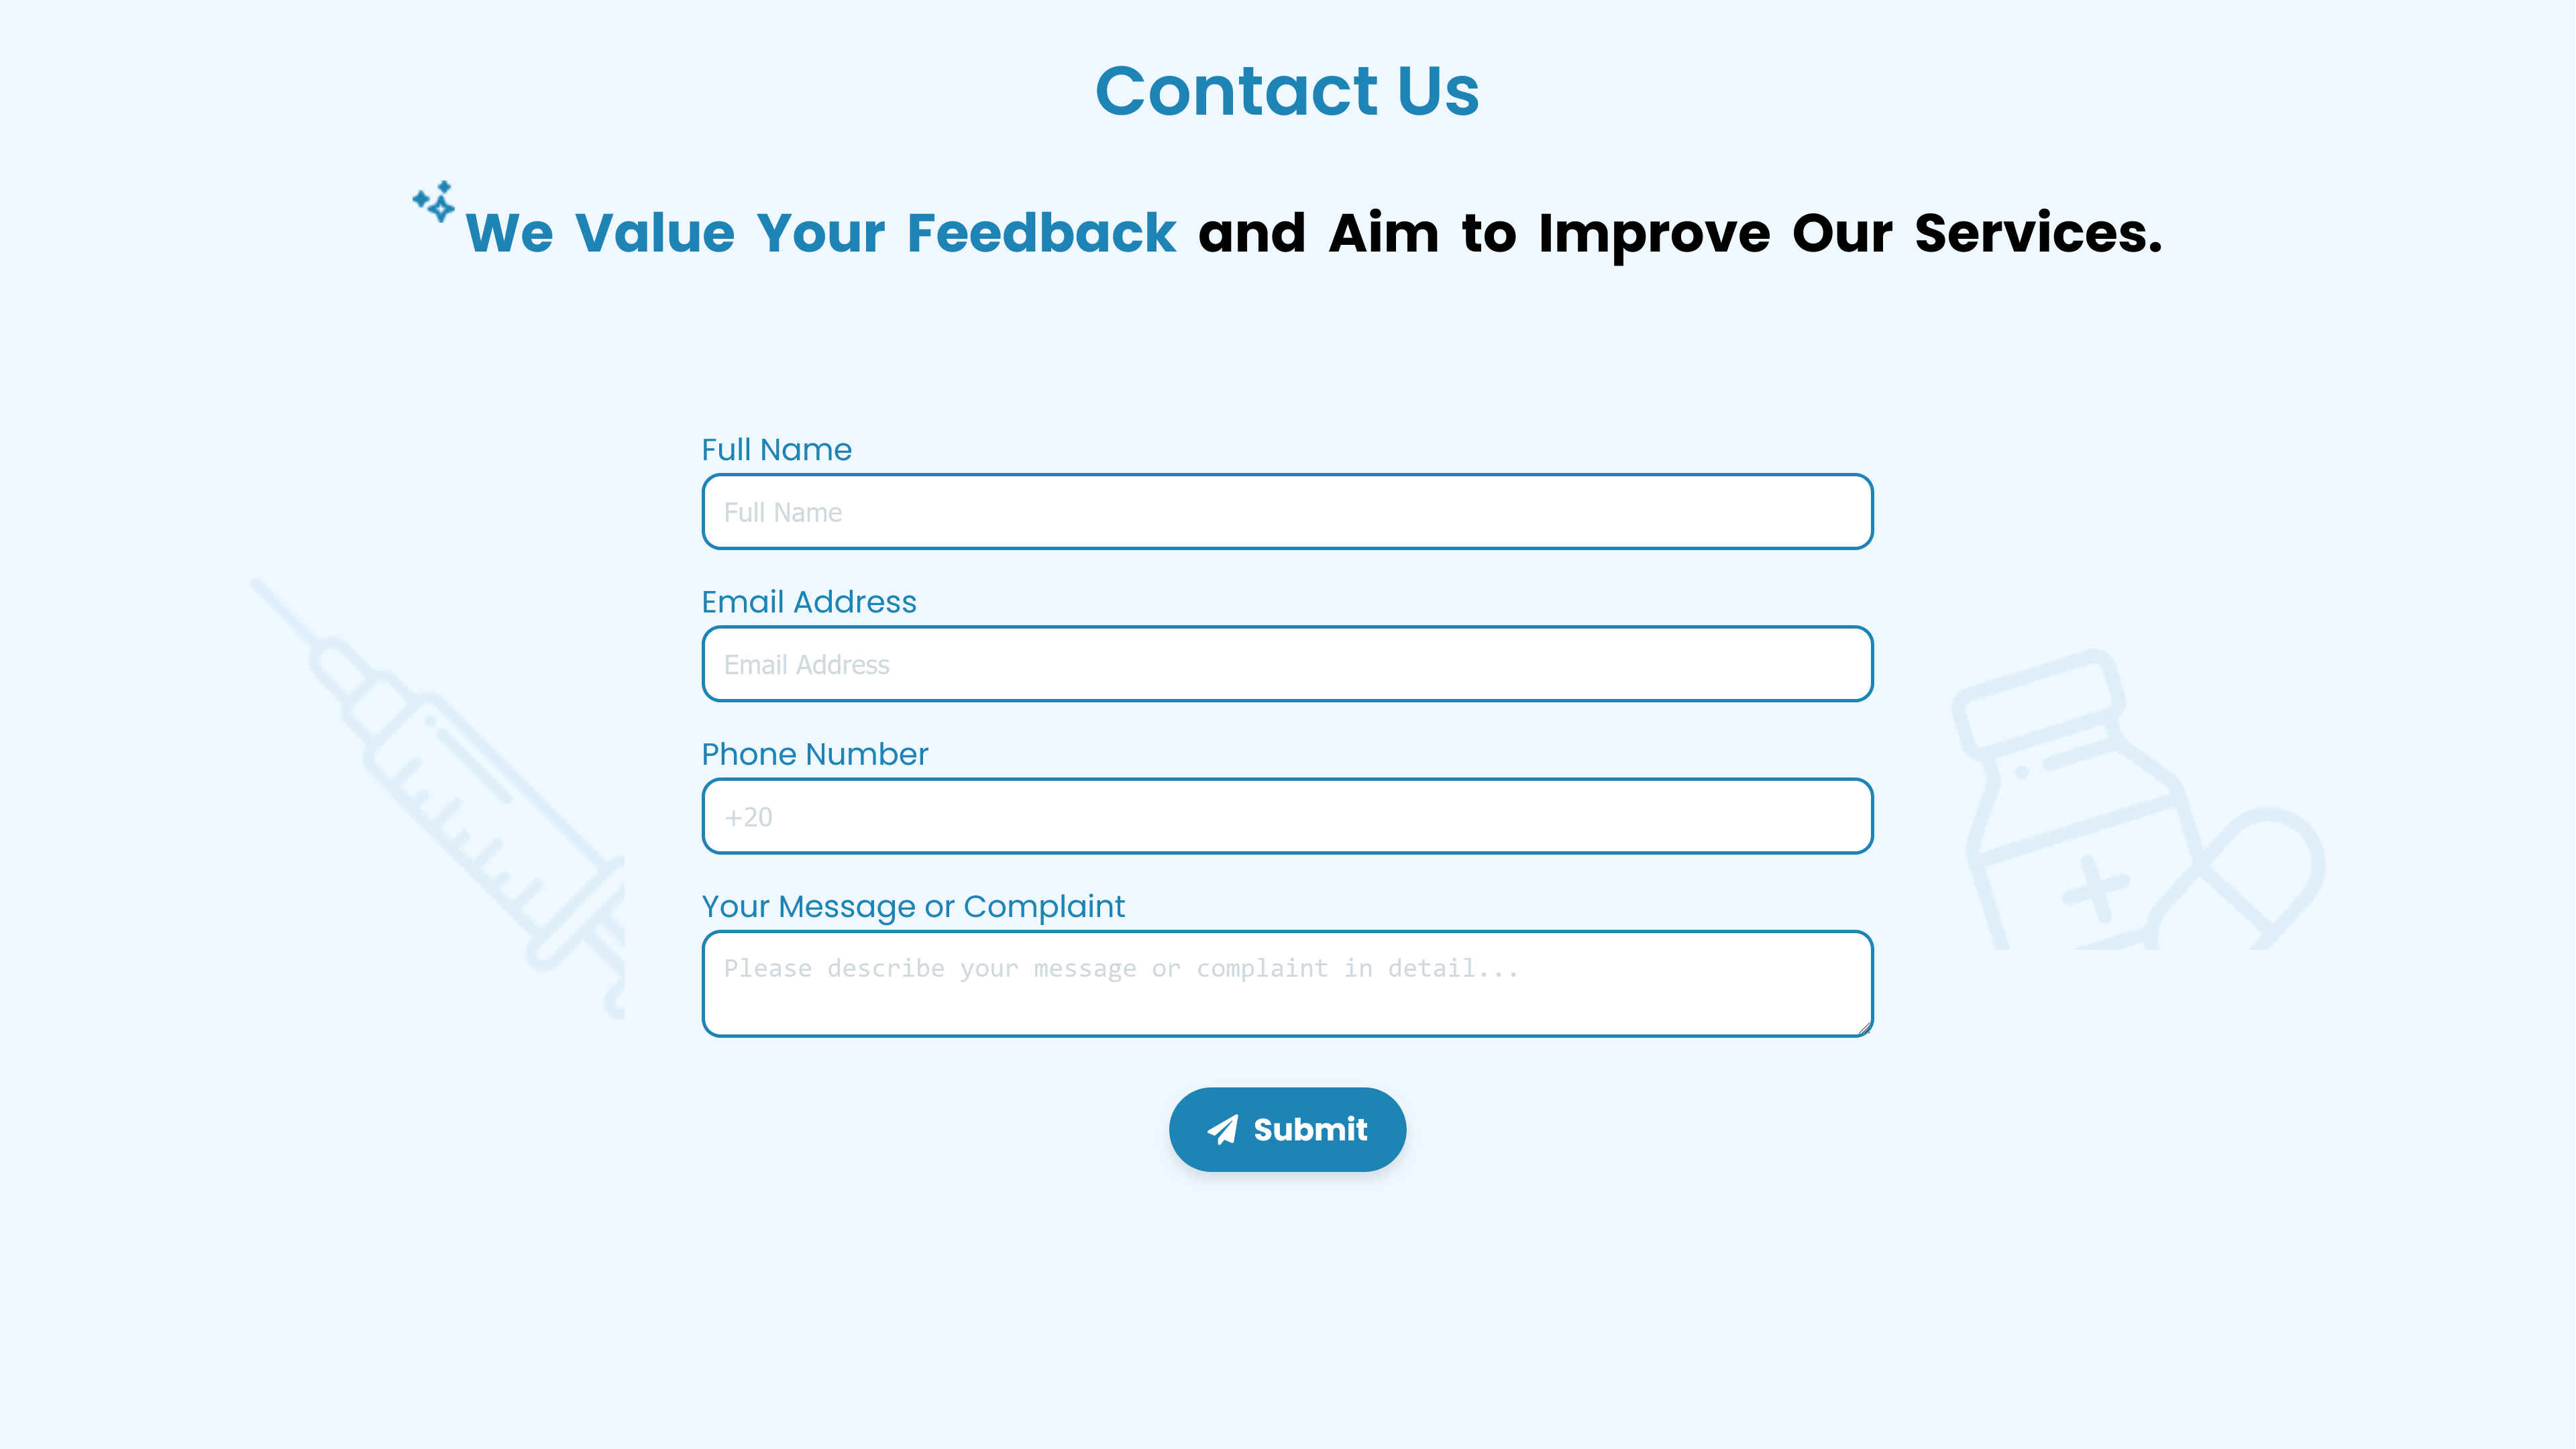 Contact Us
We Value Your Feedback and Aim to Improve Our Services.
Full Name
Full Name
Email Address
Email Address
Phone Number
+20
Your Message or Complaint
Please describe your message or complaint in detail...
Submit